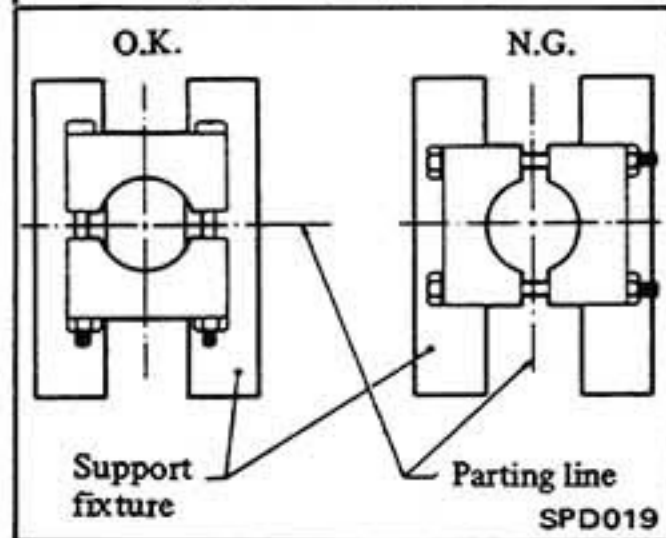 O.K.
N.G.
Support
fixture
Parting line
SPD019